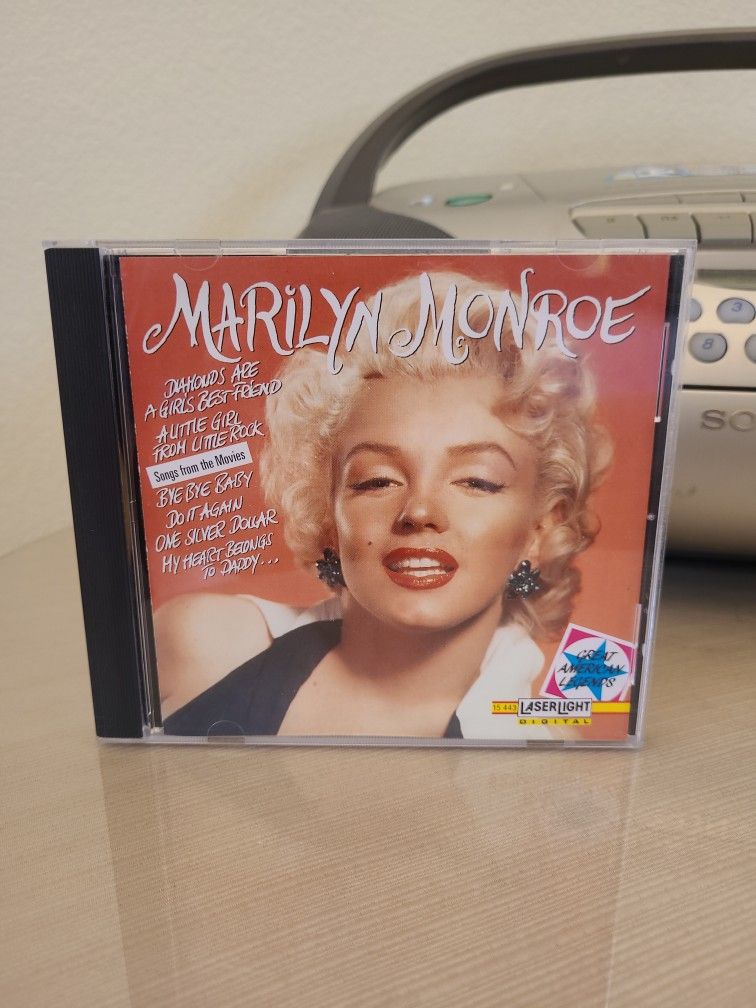 MARiLYN MONROE
DIAMONDS ARE
A GIRL'S BEST FRIEND
A LITTLE GIRL
FROM LITTLE ROCK
Songs from the Movies
BYE BYE BABY
DO IT AGAIN
ONE SILVER DOLLAR
MY HEART BELONGS
TO DADDY...
GREAT
AMERICAN
LEGENDS
15 443 LASERLIGHT
DIGITAL
3
8
SO